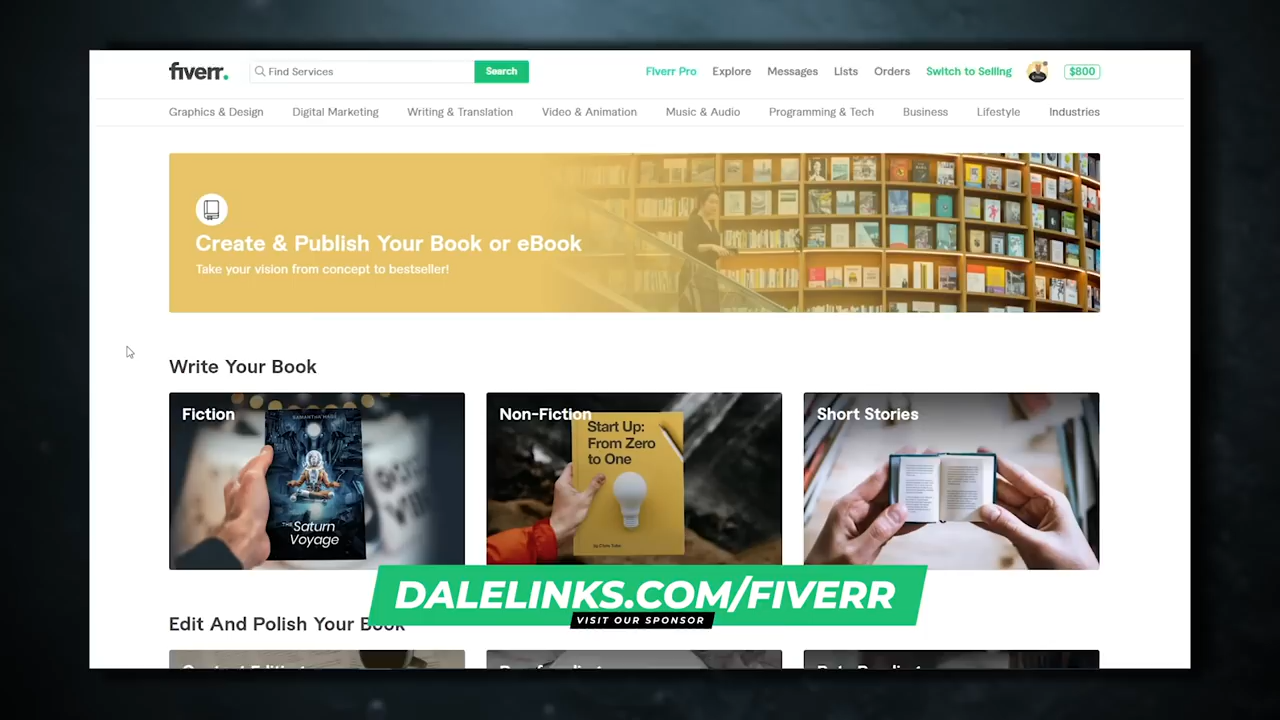 fiverr.
Find Services
Search
Fiverr Pro
Explore
Messages
Lists
Orders
Switch to Selling
$800
Graphics & Design
Digital Marketing
Writing & Translation
Video & Animation
Music & Audio
Programming & Tech
Business
Lifestyle
Industries
Create & Publish Your Book or eBook
Take your vision from concept to bestseller!
Write Your Book
Fiction
THE Saturn
Voyage
Non-Fiction
Start Up:
From Zero
to One
Short Stories
DALELINKS.COM/FIVERR
VISIT OUR SPONSOR
Edit And Polish Your Book